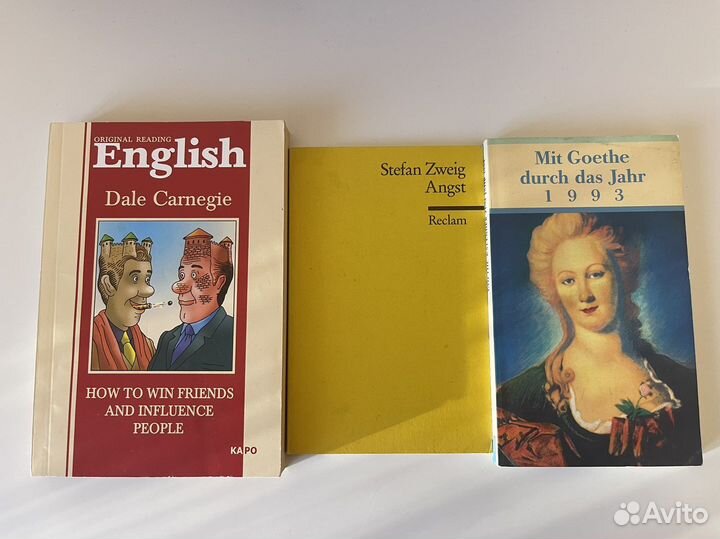 ORIGINAL READING
English
Dale Carnegie
HOW TO WIN FRIENDS
AND INFLUENCE
PEOPLE
KAPO
Stefan Zweig
Angst
Reclam
Mit Goethe
durch das Jahr
1993
Avito